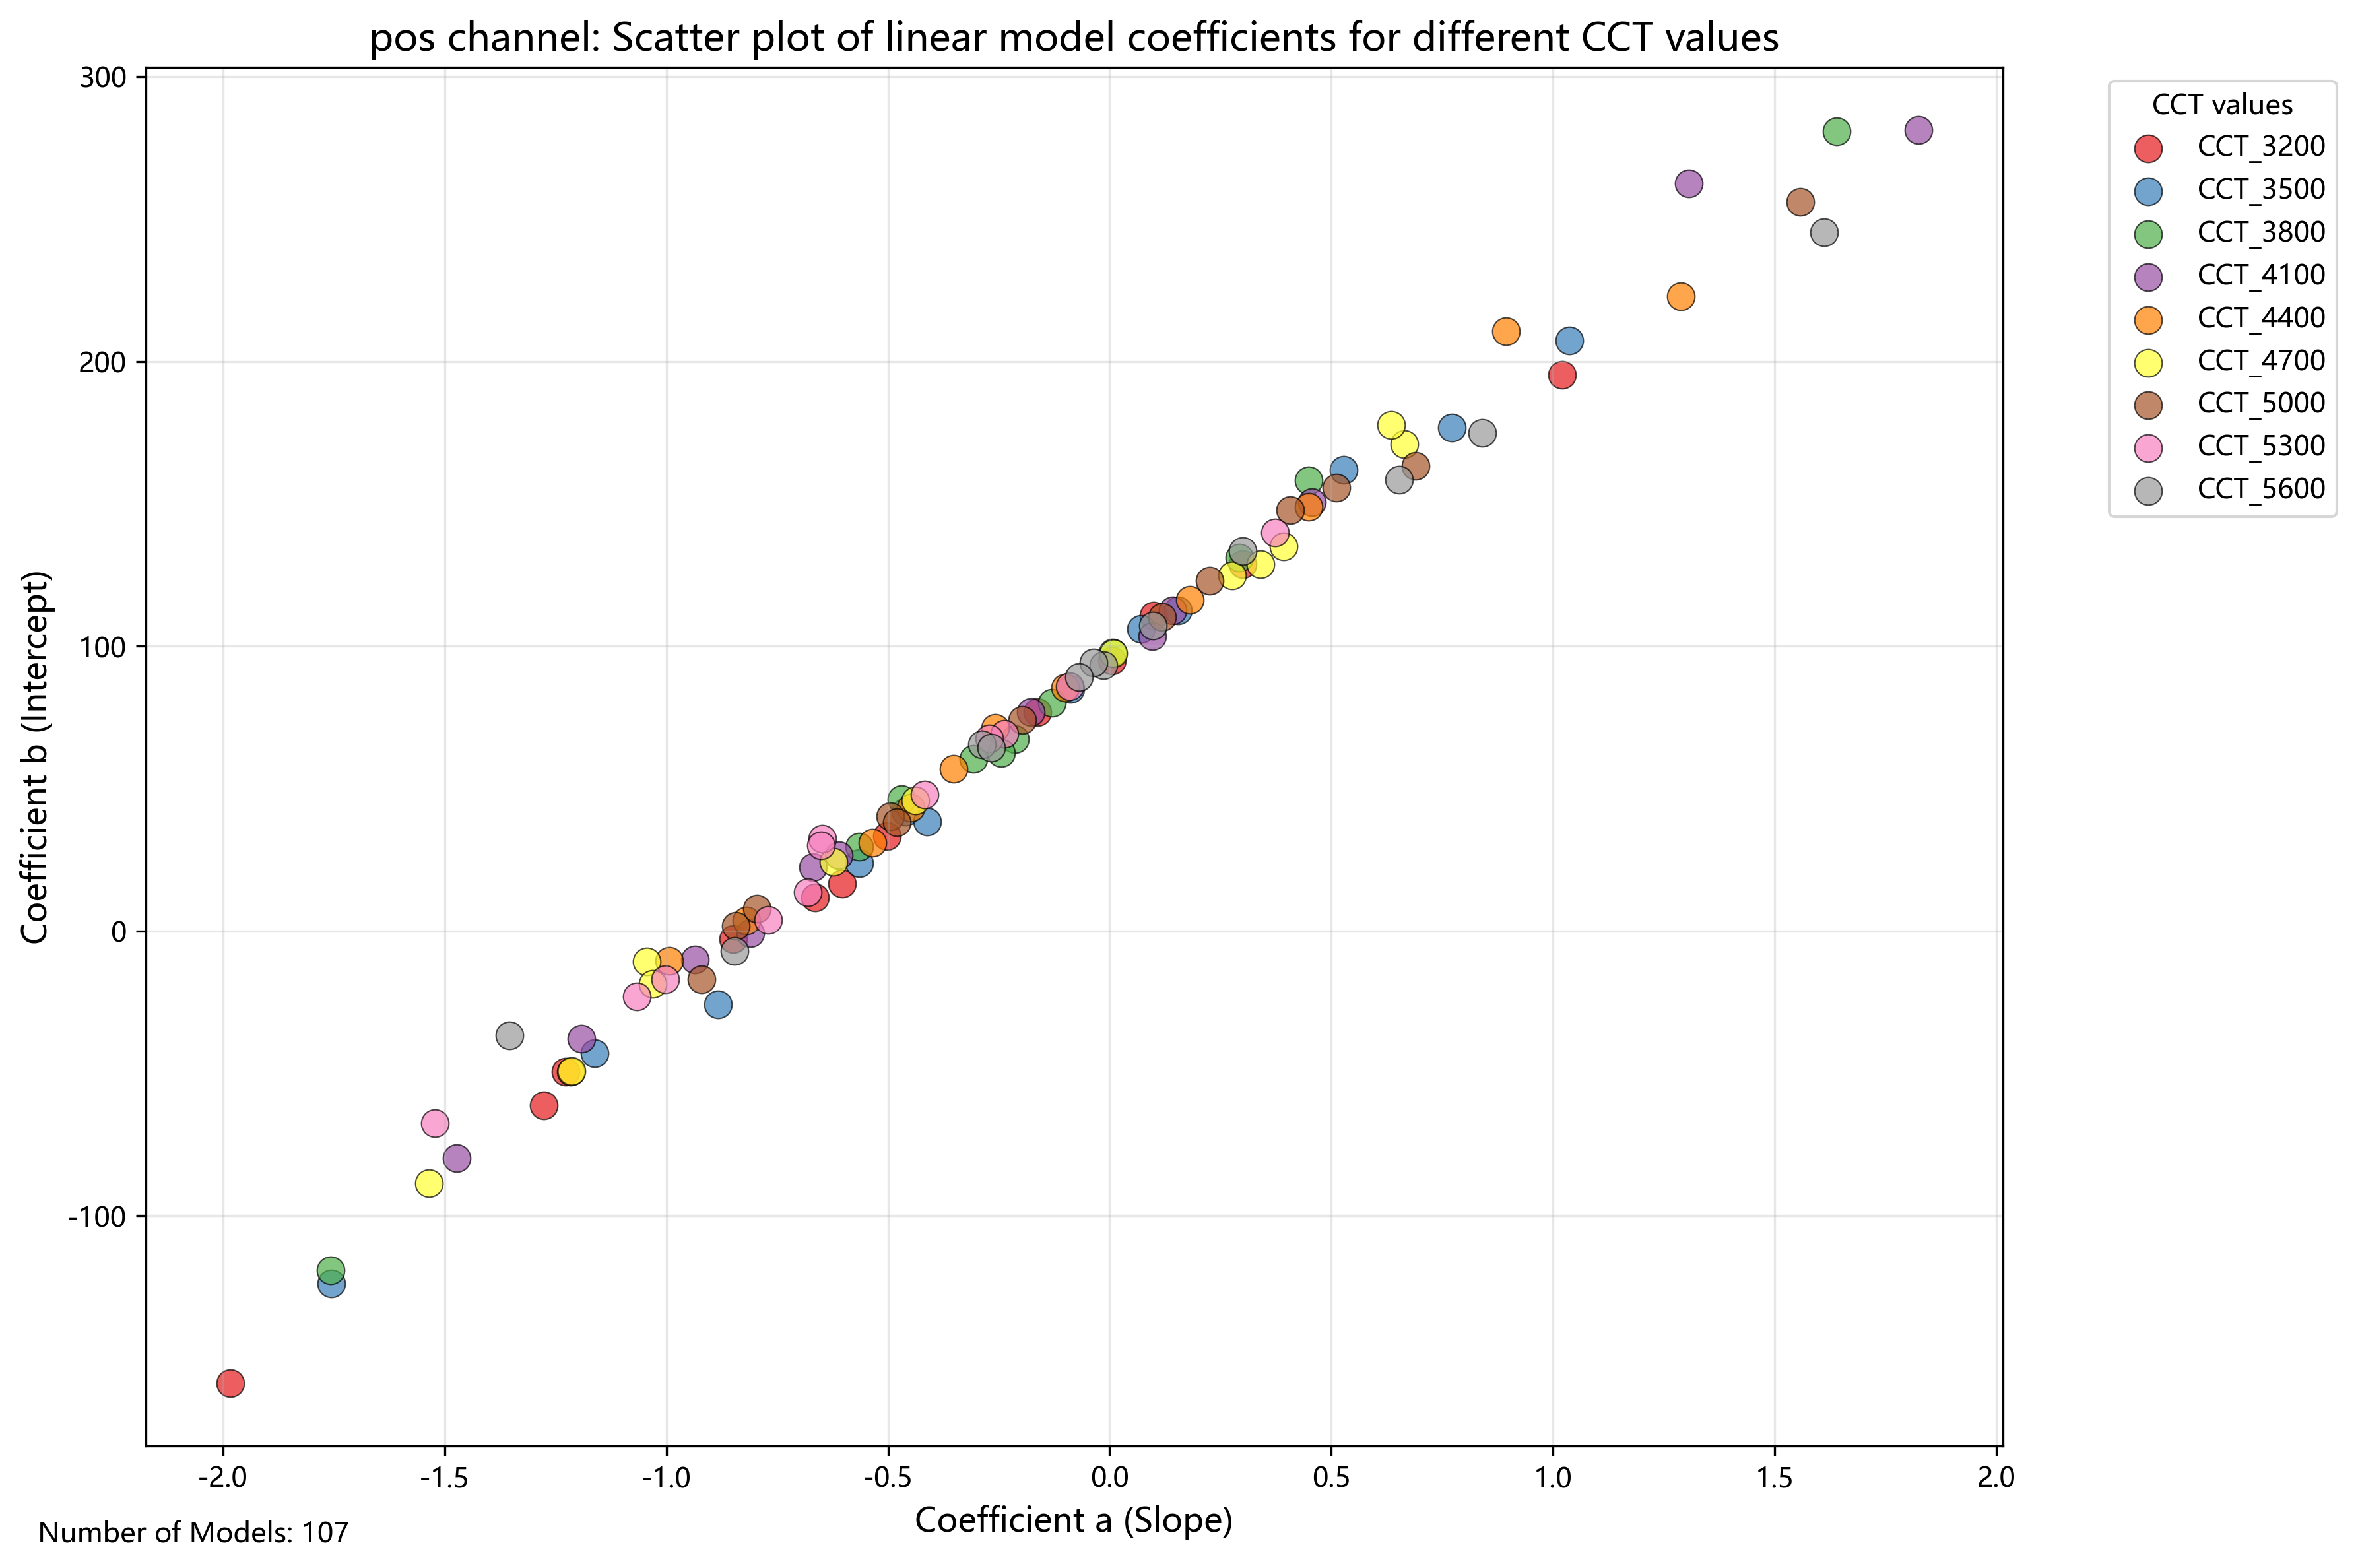 pos channel: Scatter plot of linear model coefficients for different CCT values
300
200
100
0
-100
Coefficient b (Intercept)
-2.0
-1.5
-1.0
-0.5
0.0
0.5
1.0
1.5
2.0
Coefficient a (Slope)
Number of Models: 107
CCT values
CCT_3200
CCT_3500
CCT_3800
CCT_4100
CCT_4400
CCT_4700
CCT_5000
CCT_5300
CCT_5600